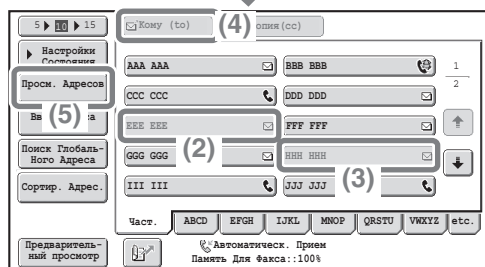 5 ▶ 10 ▶ 15
Кому (to) (4) опия(cc)
Настройки
Состояния
AAA AAA BBB BBB 1
2
Просм. Адресов
CCC CCC DDD DDD
(5)
EEE EEE FFF FFF
(2)
Поиск Глобаль-
ного Адреса
GGG GGG HHH HHH
(3)
Сортир. Адрес.
III III JJJ JJJ
Част. ABCD EFGH IJKL MNOP QRSTU VWXYZ etc.
Предваритель-
ный просмотр
Автоматическ. Прием
Память Для Факса::100%